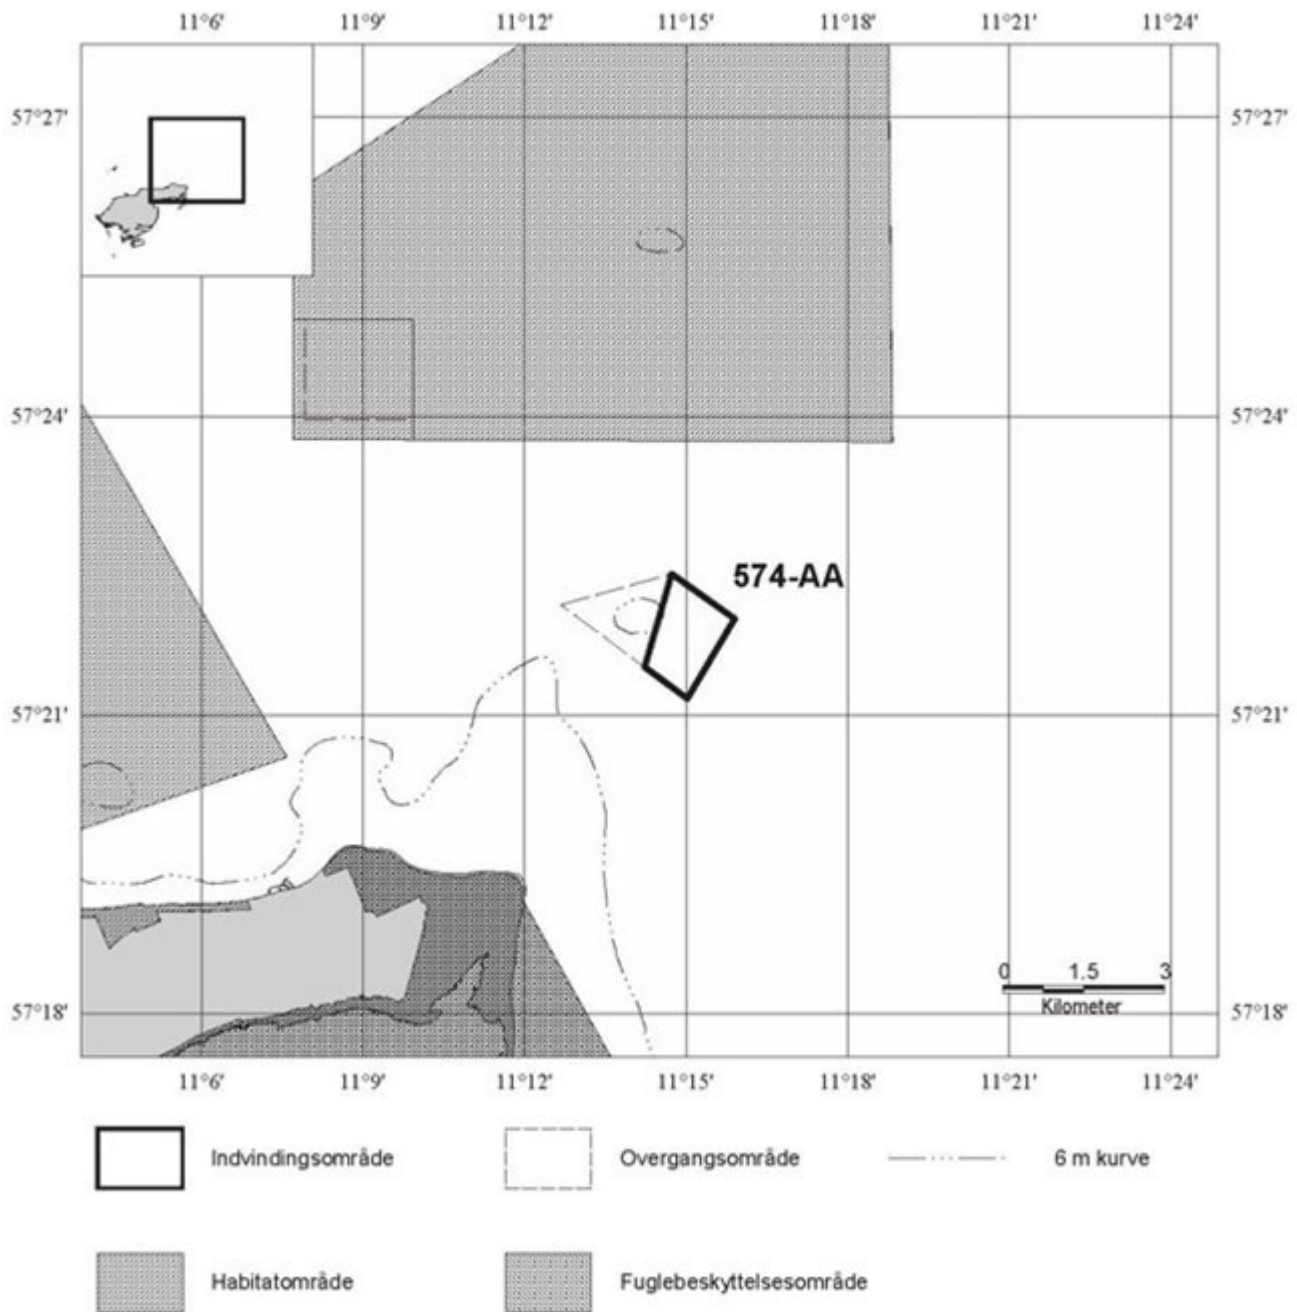 11°6' 11°9' 11°12' 11°15' 11°18' 11°21' 11°24'
57°27' 57°27'
57°24' 57°24'
574-AA
57°21' 57°21'
0 1.5 3
Kilometer
57°18' 57°18'
11°6' 11°9' 11°12' 11°15' 11°18' 11°21' 11°24'
Indvindingsområde Overgangsområde 6 m kurve
Habitatområde Fuglebeskyttelsesområde